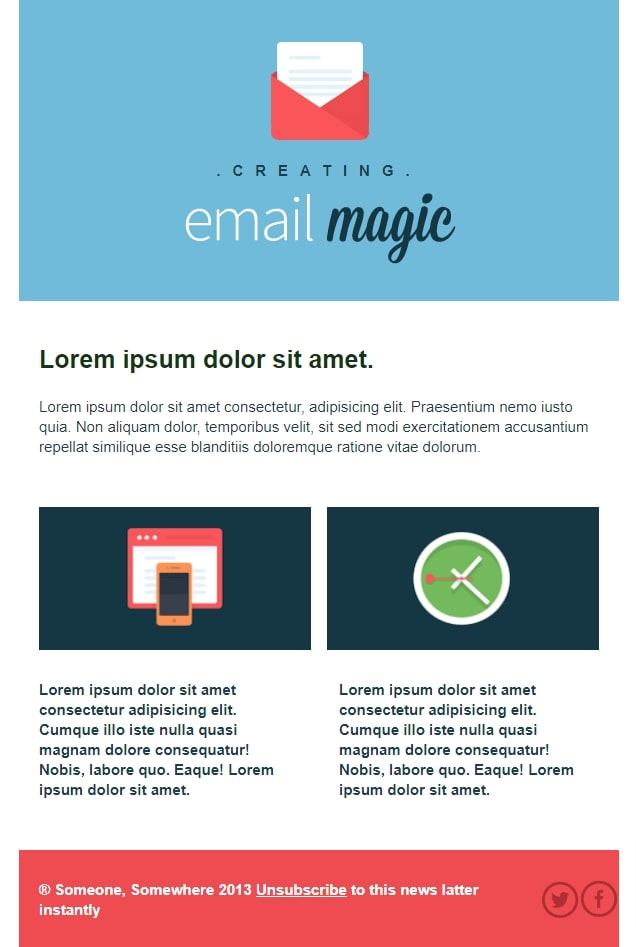 . C R E A T I N G .
email magic
Lorem ipsum dolor sit amet.
Lorem ipsum dolor sit amet consectetur, adipisicing elit. Praesentium nemo iusto
quia. Non aliquam dolor, temporibus velit, sit sed modi exercitationem accusantium
repellat similique esse blanditiis doloremque ratione vitae dolorum.
Lorem ipsum dolor sit amet
consectetur adipisicing elit.
Cumque illo iste nulla quasi
magnam dolore consequatur!
Nobis, labore quo. Eaque! Lorem
ipsum dolor sit amet.
Lorem ipsum dolor sit amet
consectetur adipisicing elit.
Cumque illo iste nulla quasi
magnam dolore consequatur!
Nobis, labore quo. Eaque! Lorem
ipsum dolor sit amet.
® Someone, Somewhere 2013 Unsubscribe to this news latter
instantly